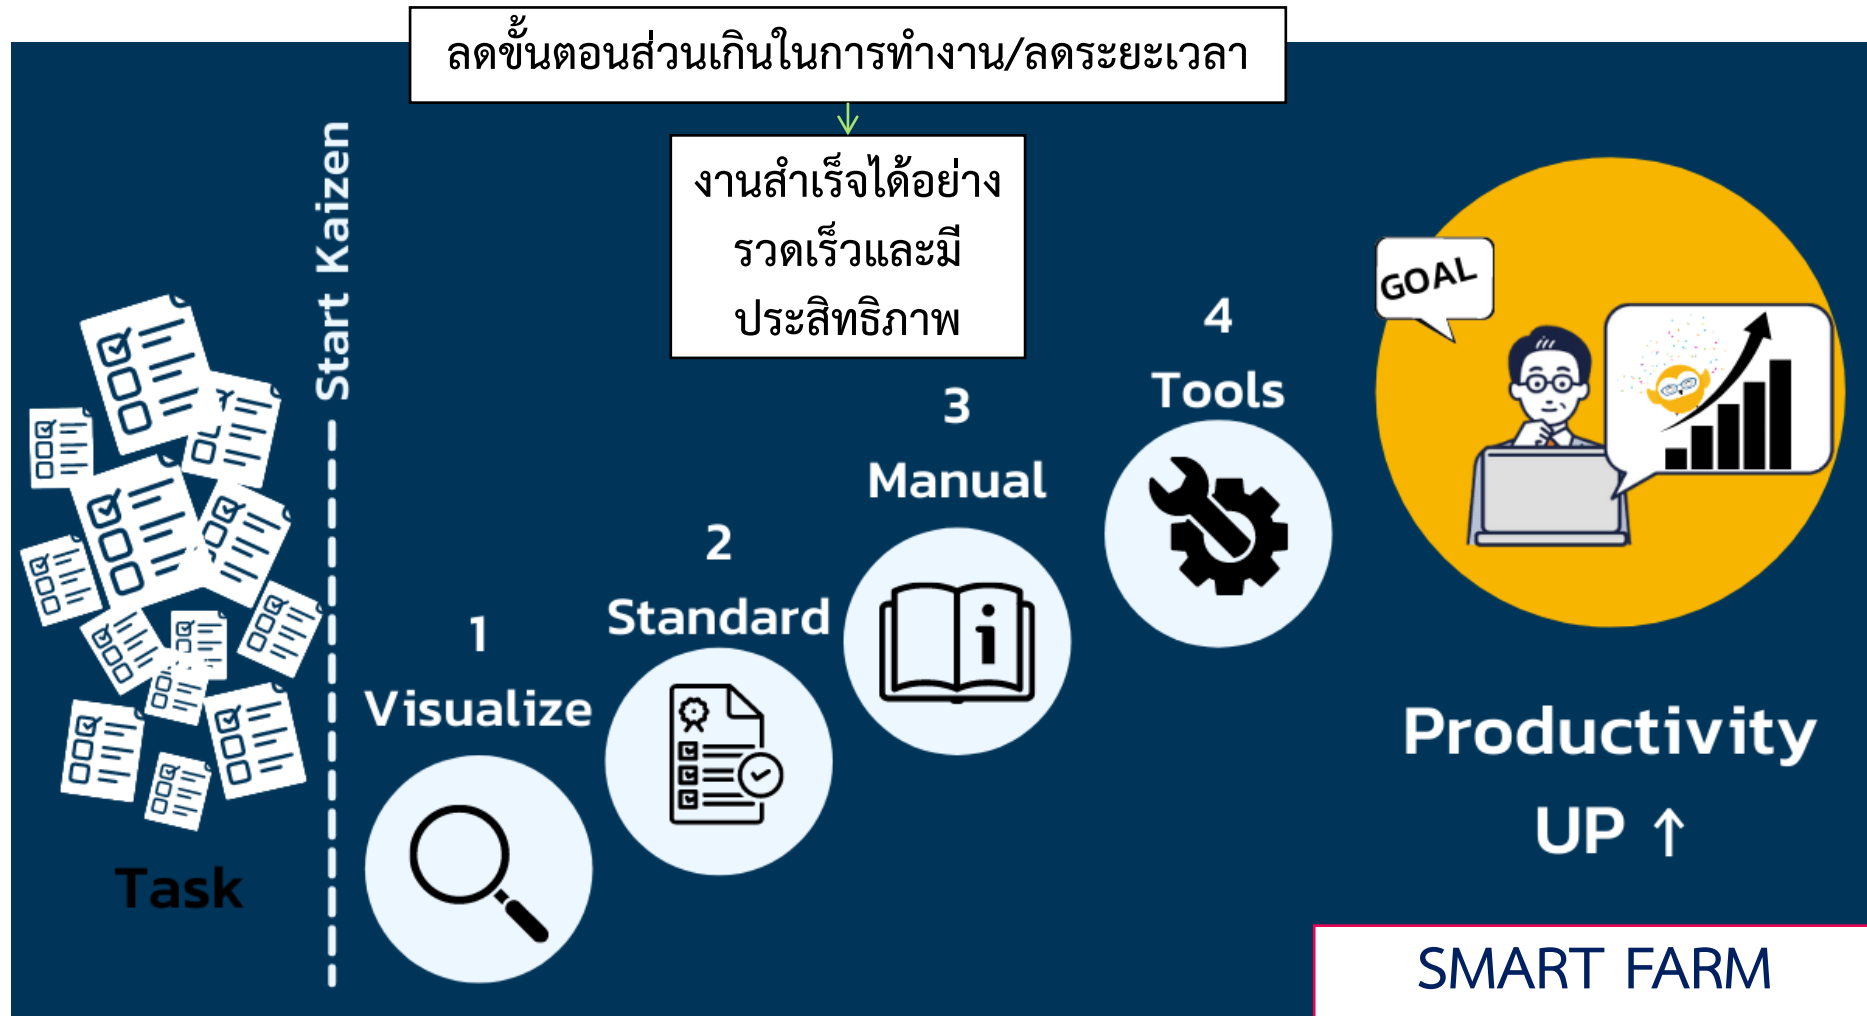 ลดขั้นตอนส่วนเกินในการทำงาน/ลดระยะเวลา
งานสำเร็จได้อย่าง
รวดเร็วและมี
ประสิทธิภาพ
Start Kaizen
Task
1
Visualize
2
Standard
3
Manual
4
Tools
GOAL
Productivity
UP ↑
SMART FARM